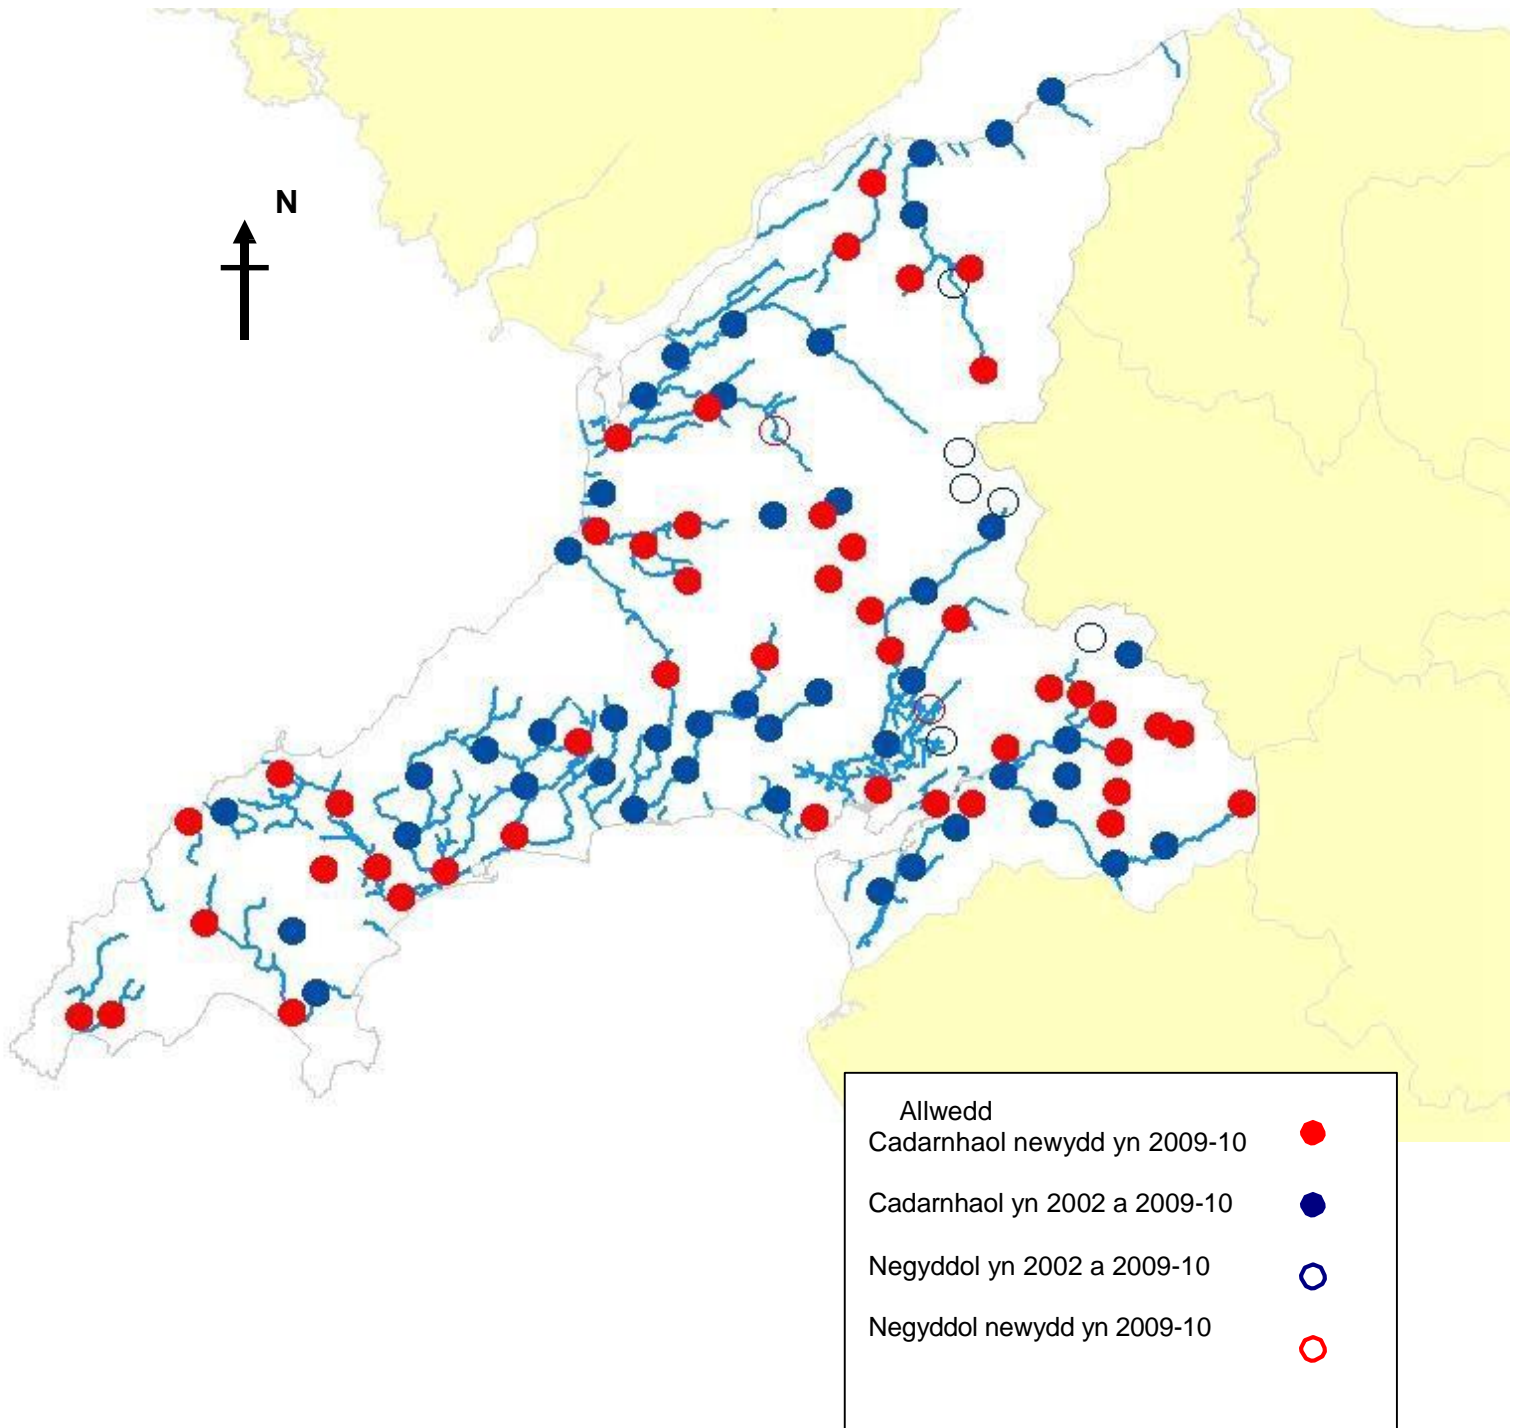 N
Allwedd
Cadarnhaol newydd yn 2009-10
Cadarnhaol yn 2002 a 2009-10
Negyddol yn 2002 a 2009-10
Negyddol newydd yn 2009-10